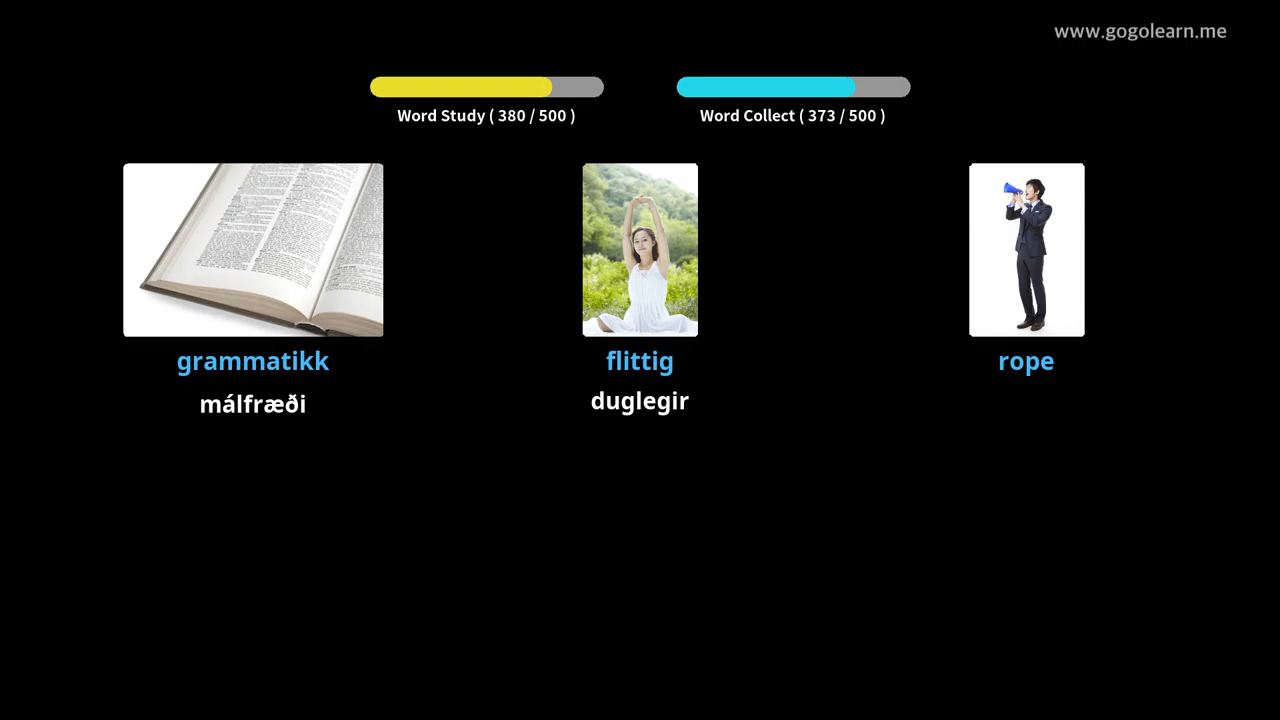 www.gogolearn.me
Word Study ( 380 / 500 )
Word Collect ( 373 / 500 )
grammatikk
flittig
rope
málfræði
duglegir